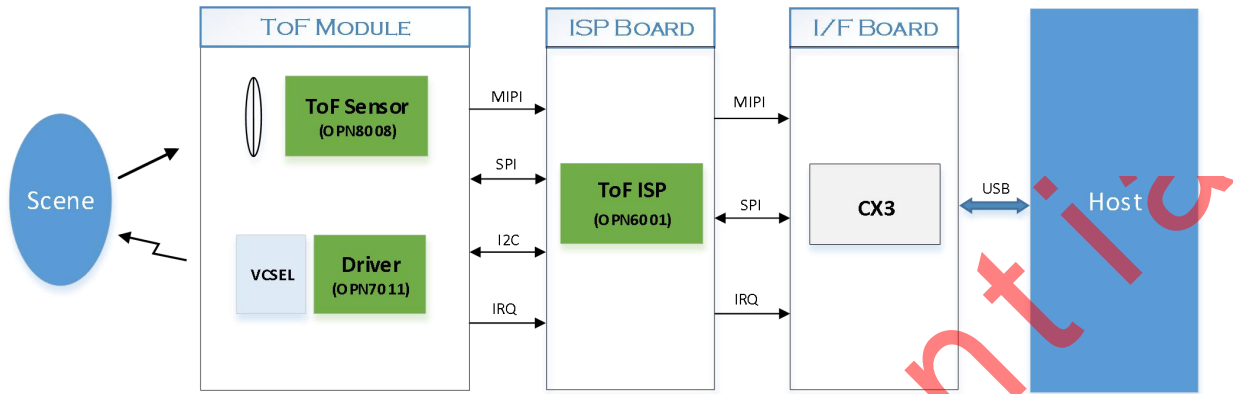 ToF Module
ISP Board
I/F Board
MIPI
MIPI
ToF Sensor
(OPN8008)
SPI
ToF ISP
(OPN6001)
CX3
USB
Host
Scene
SPI
I2C
VCSEL
Driver
(OPN7011)
IRQ
IRQ
ntia